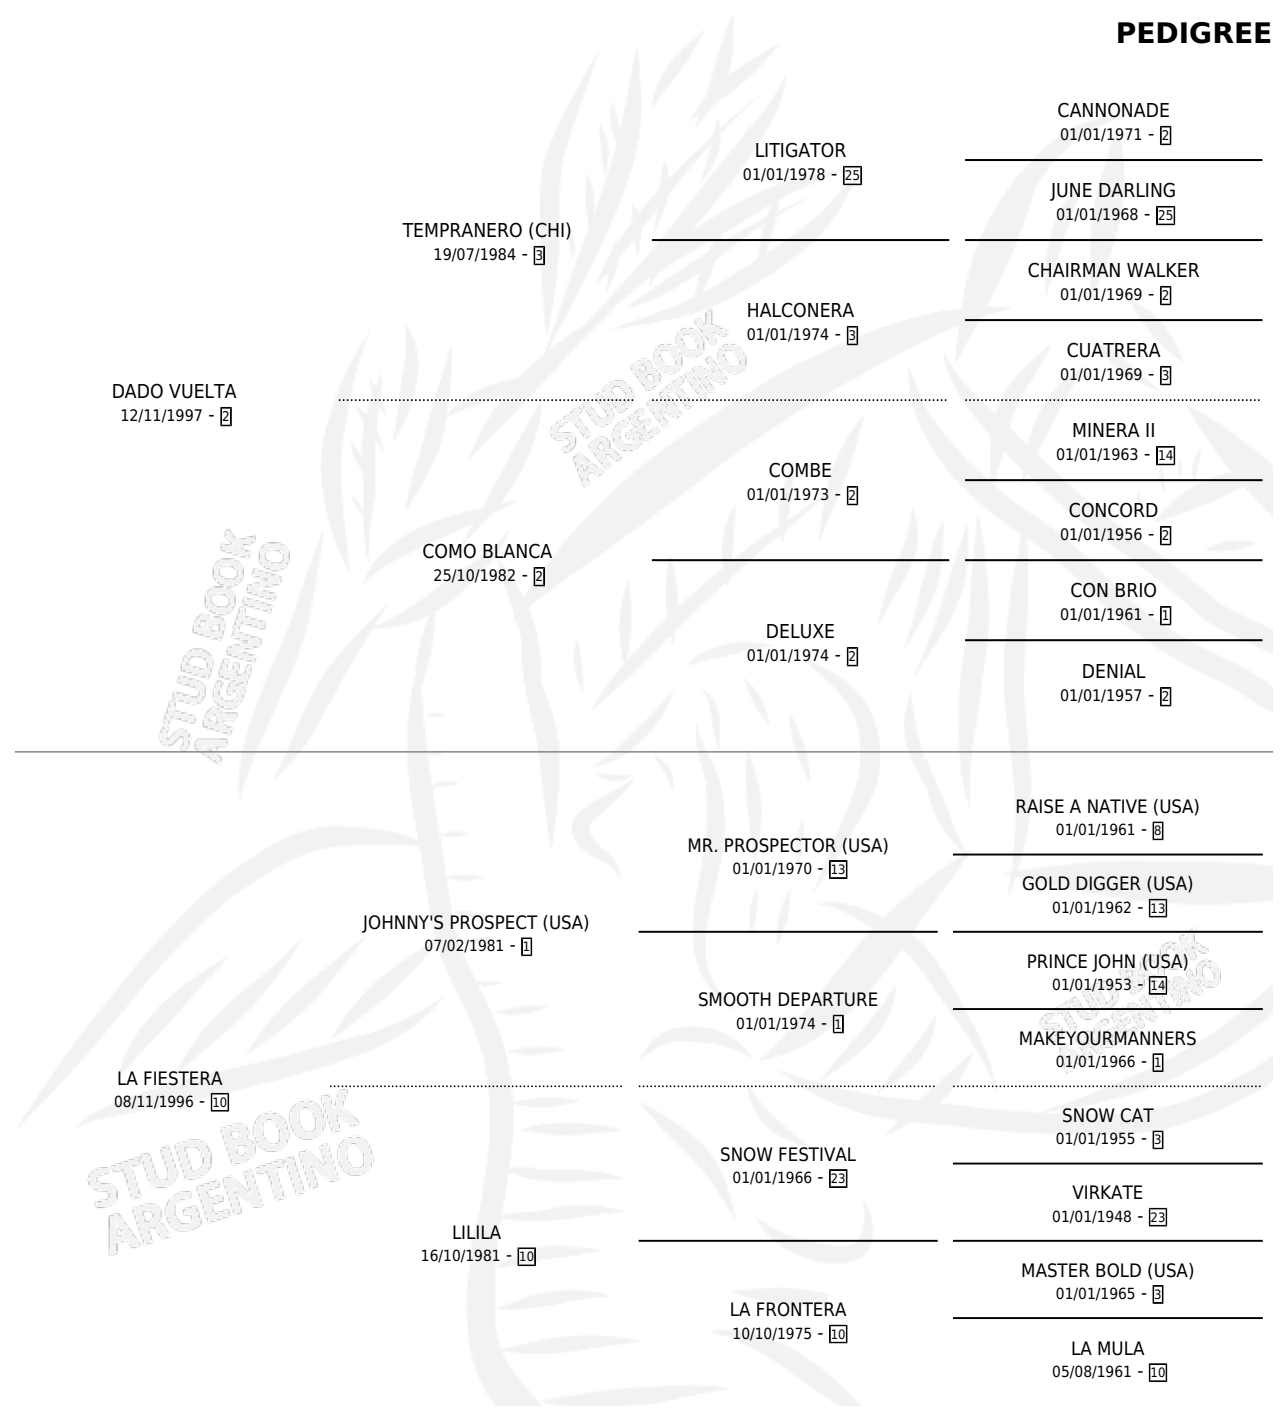 PEDIGREE
CANNONADE
01/01/1971 - 2
LITIGATOR
01/01/1978 - 25
JUNE DARLING
01/01/1968 - 25
TEMPRANERO (CHI)
19/07/1984 - 3
CHAIRMAN WALKER
01/01/1969 - 2
HALCONERA
01/01/1974 - 3
CUATRERA
01/01/1969 - 3
DADO VUELTA
12/11/1997 - 2
MINERA II
01/01/1963 - 14
COMBE
01/01/1973 - 2
CONCORD
01/01/1956 - 2
COMO BLANCA
25/10/1982 - 2
CON BRIO
01/01/1961 - 1
DELUXE
01/01/1974 - 2
DENIAL
01/01/1957 - 2
RAISE A NATIVE (USA)
01/01/1961 - 8
MR. PROSPECTOR (USA)
01/01/1970 - 13
GOLD DIGGER (USA)
01/01/1962 - 13
JOHNNY'S PROSPECT (USA)
07/02/1981 - 1
PRINCE JOHN (USA)
01/01/1953 - 14
SMOOTH DEPARTURE
01/01/1974 - 1
MAKEYOURMANNERS
01/01/1966 - 1
LA FIESTERA
08/11/1996 - 10
SNOW CAT
01/01/1955 - 3
SNOW FESTIVAL
01/01/1966 - 23
VIRKATE
01/01/1948 - 23
LILILA
16/10/1981 - 10
MASTER BOLD (USA)
01/01/1965 - 3
LA FRONTERA
10/10/1975 - 10
LA MULA
05/08/1961 - 10
STUD BOOK
ARGENTINO
STUD BOOK
ARGENTINO
STUD BOOK
ARGENTINO
STUD BOOK
ARGENTINO